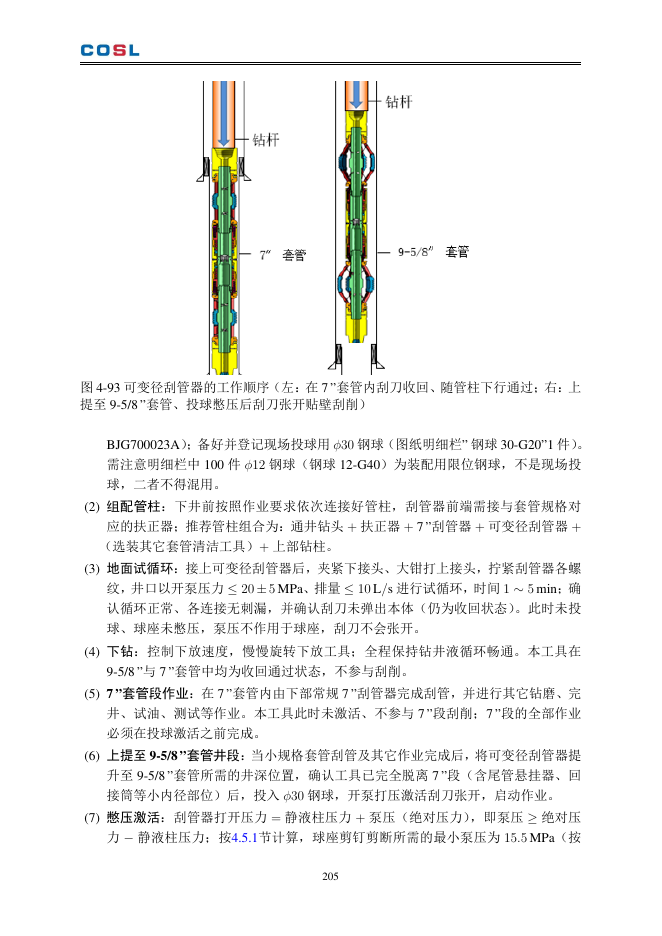 COSL
钻杆
钻杆
7″ 套管
9-5/8″ 套管
图 4-93 可变径刮管器的工作顺序（左：在 7 ”套管内刮刀收回、随管柱下行通过；右：上
提至 9-5/8 ”套管、投球憋压后刮刀张开贴壁刮削）
BJG700023A）；备好并登记现场投球用 ϕ30 钢球（图纸明细栏” 钢球 30-G20”1 件）。
需注意明细栏中 100 件 ϕ12 钢球（钢球 12-G40）为装配用限位钢球，不是现场投
球，二者不得混用。
(2) 组配管柱：下井前按照作业要求依次连接好管柱，刮管器前端需接与套管规格对
应的扶正器；推荐管柱组合为：通井钻头 + 扶正器 + 7 ”刮管器 + 可变径刮管器 +
（选装其它套管清洁工具）+ 上部钻柱。
(3) 地面试循环：接上可变径刮管器后，夹紧下接头、大钳打上接头，拧紧刮管器各螺
纹，井口以开泵压力 ≤ 20 ± 5 MPa、排量 ≤ 10 L/s 进行试循环，时间 1 ∼ 5 min；确
认循环正常、各连接无刺漏，并确认刮刀未弹出本体（仍为收回状态）。此时未投
球、球座未憋压，泵压不作用于球座，刮刀不会张开。
(4) 下钻：控制下放速度，慢慢旋转下放工具；全程保持钻井液循环畅通。本工具在
9-5/8 ”与 7 ”套管中均为收回通过状态，不参与刮削。
(5) 7 ”套管段作业：在 7 ”套管内由下部常规 7 ”刮管器完成刮管，并进行其它钻磨、完
井、试油、测试等作业。本工具此时未激活、不参与 7 ”段刮削；7 ”段的全部作业
必须在投球激活之前完成。
(6) 上提至 9-5/8 ”套管井段：当小规格套管刮管及其它作业完成后，将可变径刮管器提
升至 9-5/8 ”套管所需的井深位置，确认工具已完全脱离 7 ”段（含尾管悬挂器、回
接筒等小内径部位）后，投入 ϕ30 钢球，开泵打压激活刮刀张开，启动作业。
(7) 憋压激活：刮管器打开压力 = 静液柱压力 + 泵压（绝对压力），即泵压 ≥ 绝对压
力 − 静液柱压力；按4.5.1节计算，球座剪钉剪断所需的最小泵压为 15.5 MPa（按
205